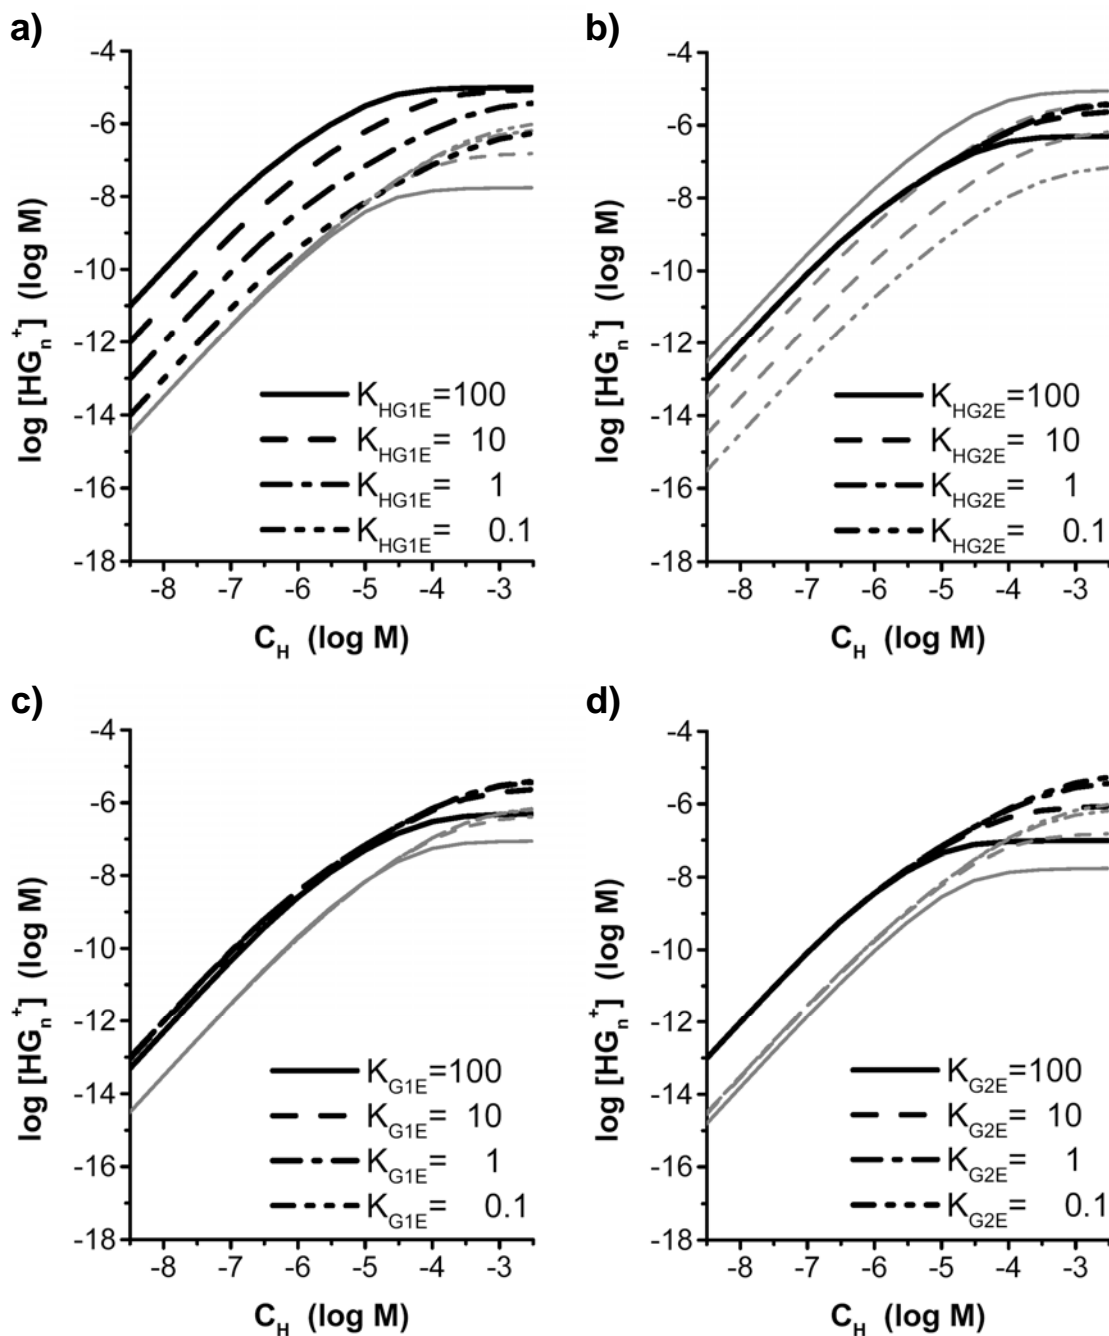 a)
-4
-6
-8
-10
-12
-14
-16
-18
log [HGn+] (log M)
KHG1E=100
KHG1E= 10
KHG1E= 1
KHG1E= 0.1
-8 -7 -6 -5 -4 -3
CH (log M)
b)
-4
-6
-8
-10
-12
-14
-16
-18
log [HGn+] (log M)
KHG2E=100
KHG2E= 10
KHG2E= 1
KHG2E= 0.1
-8 -7 -6 -5 -4 -3
CH (log M)
c)
-4
-6
-8
-10
-12
-14
-16
-18
log [HGn+] (log M)
KG1E=100
KG1E= 10
KG1E= 1
KG1E= 0.1
-8 -7 -6 -5 -4 -3
CH (log M)
d)
-4
-6
-8
-10
-12
-14
-16
-18
log [HGn+] (log M)
KG2E=100
KG2E= 10
KG2E= 1
KG2E= 0.1
-8 -7 -6 -5 -4 -3
CH (log M)